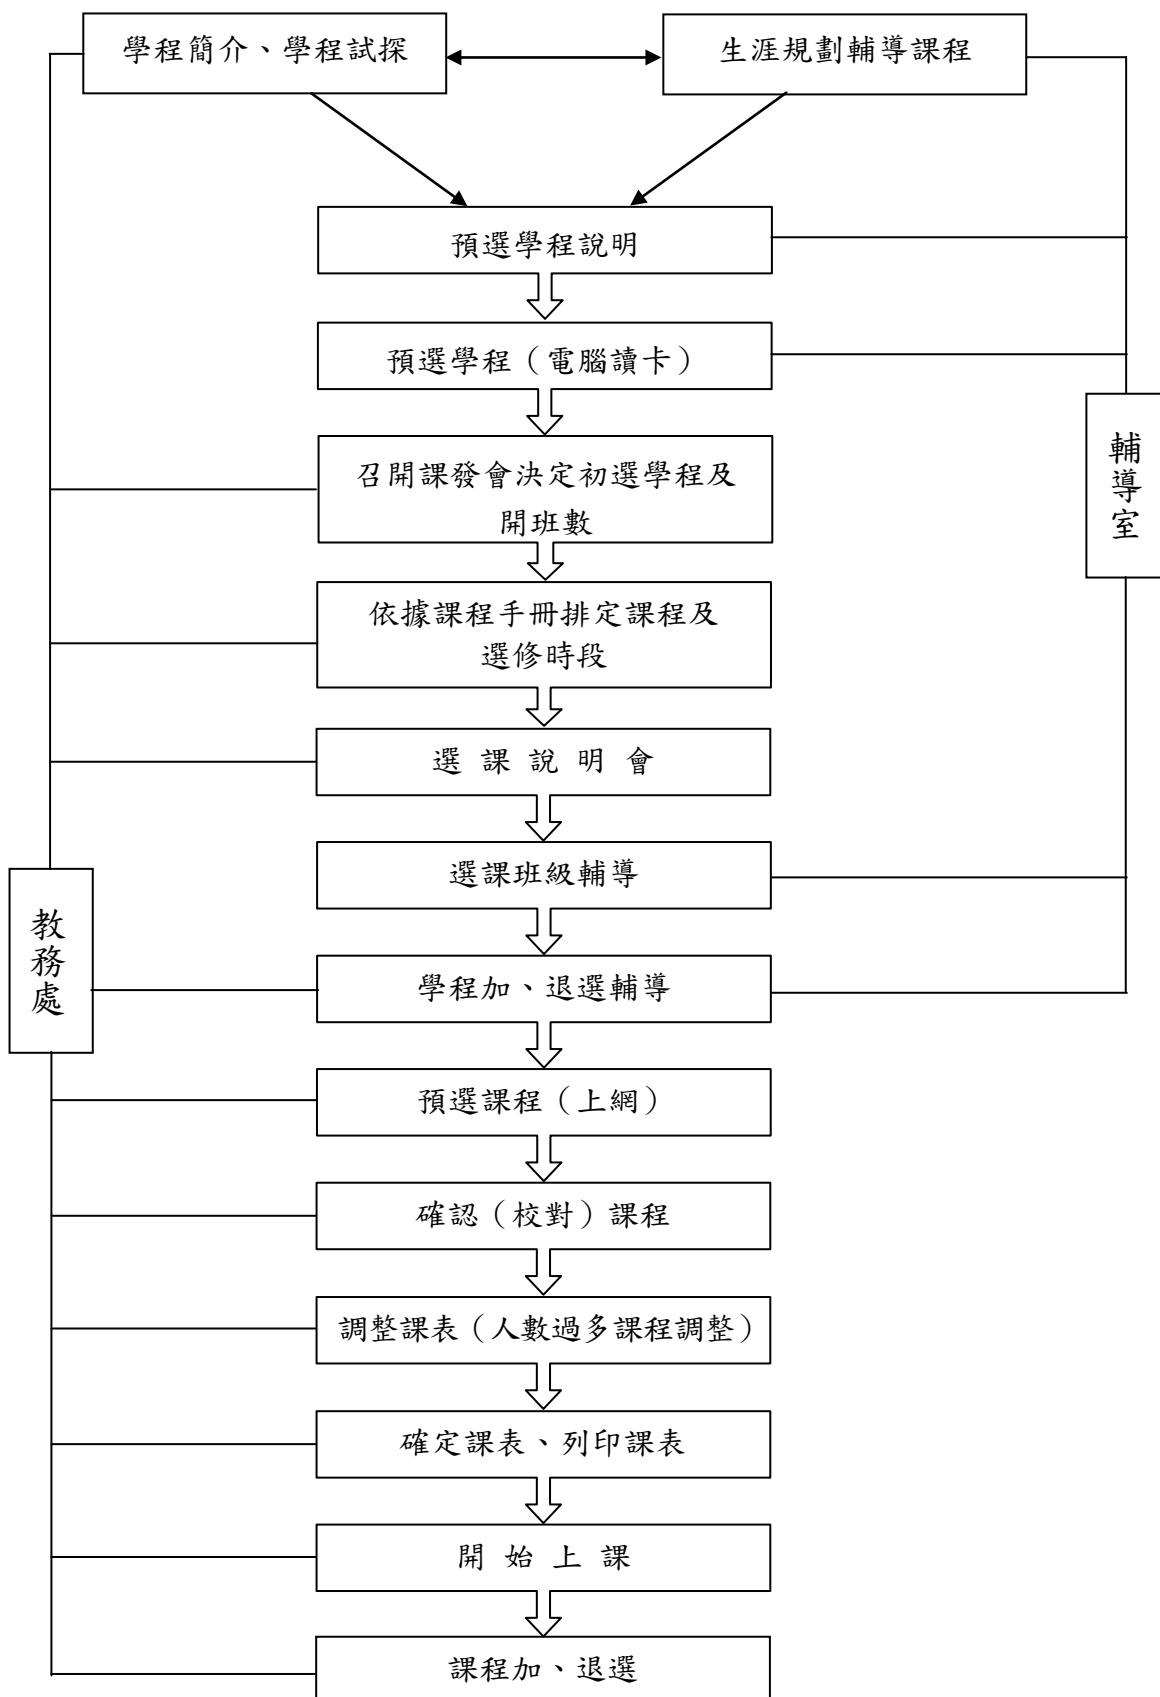 學程簡介、學程試探
生涯規劃輔導課程
預選學程說明
預選學程（電腦讀卡）
輔導室
召開課發會決定初選學程及
開班數
依據課程手冊排定課程及
選修時段
選 課 說 明 會
選課班級輔導
教務處
學程加、退選輔導
預選課程（上網）
確認（校對）課程
調整課表（人數過多課程調整）
確定課表、列印課表
開 始 上 課
課程加、退選